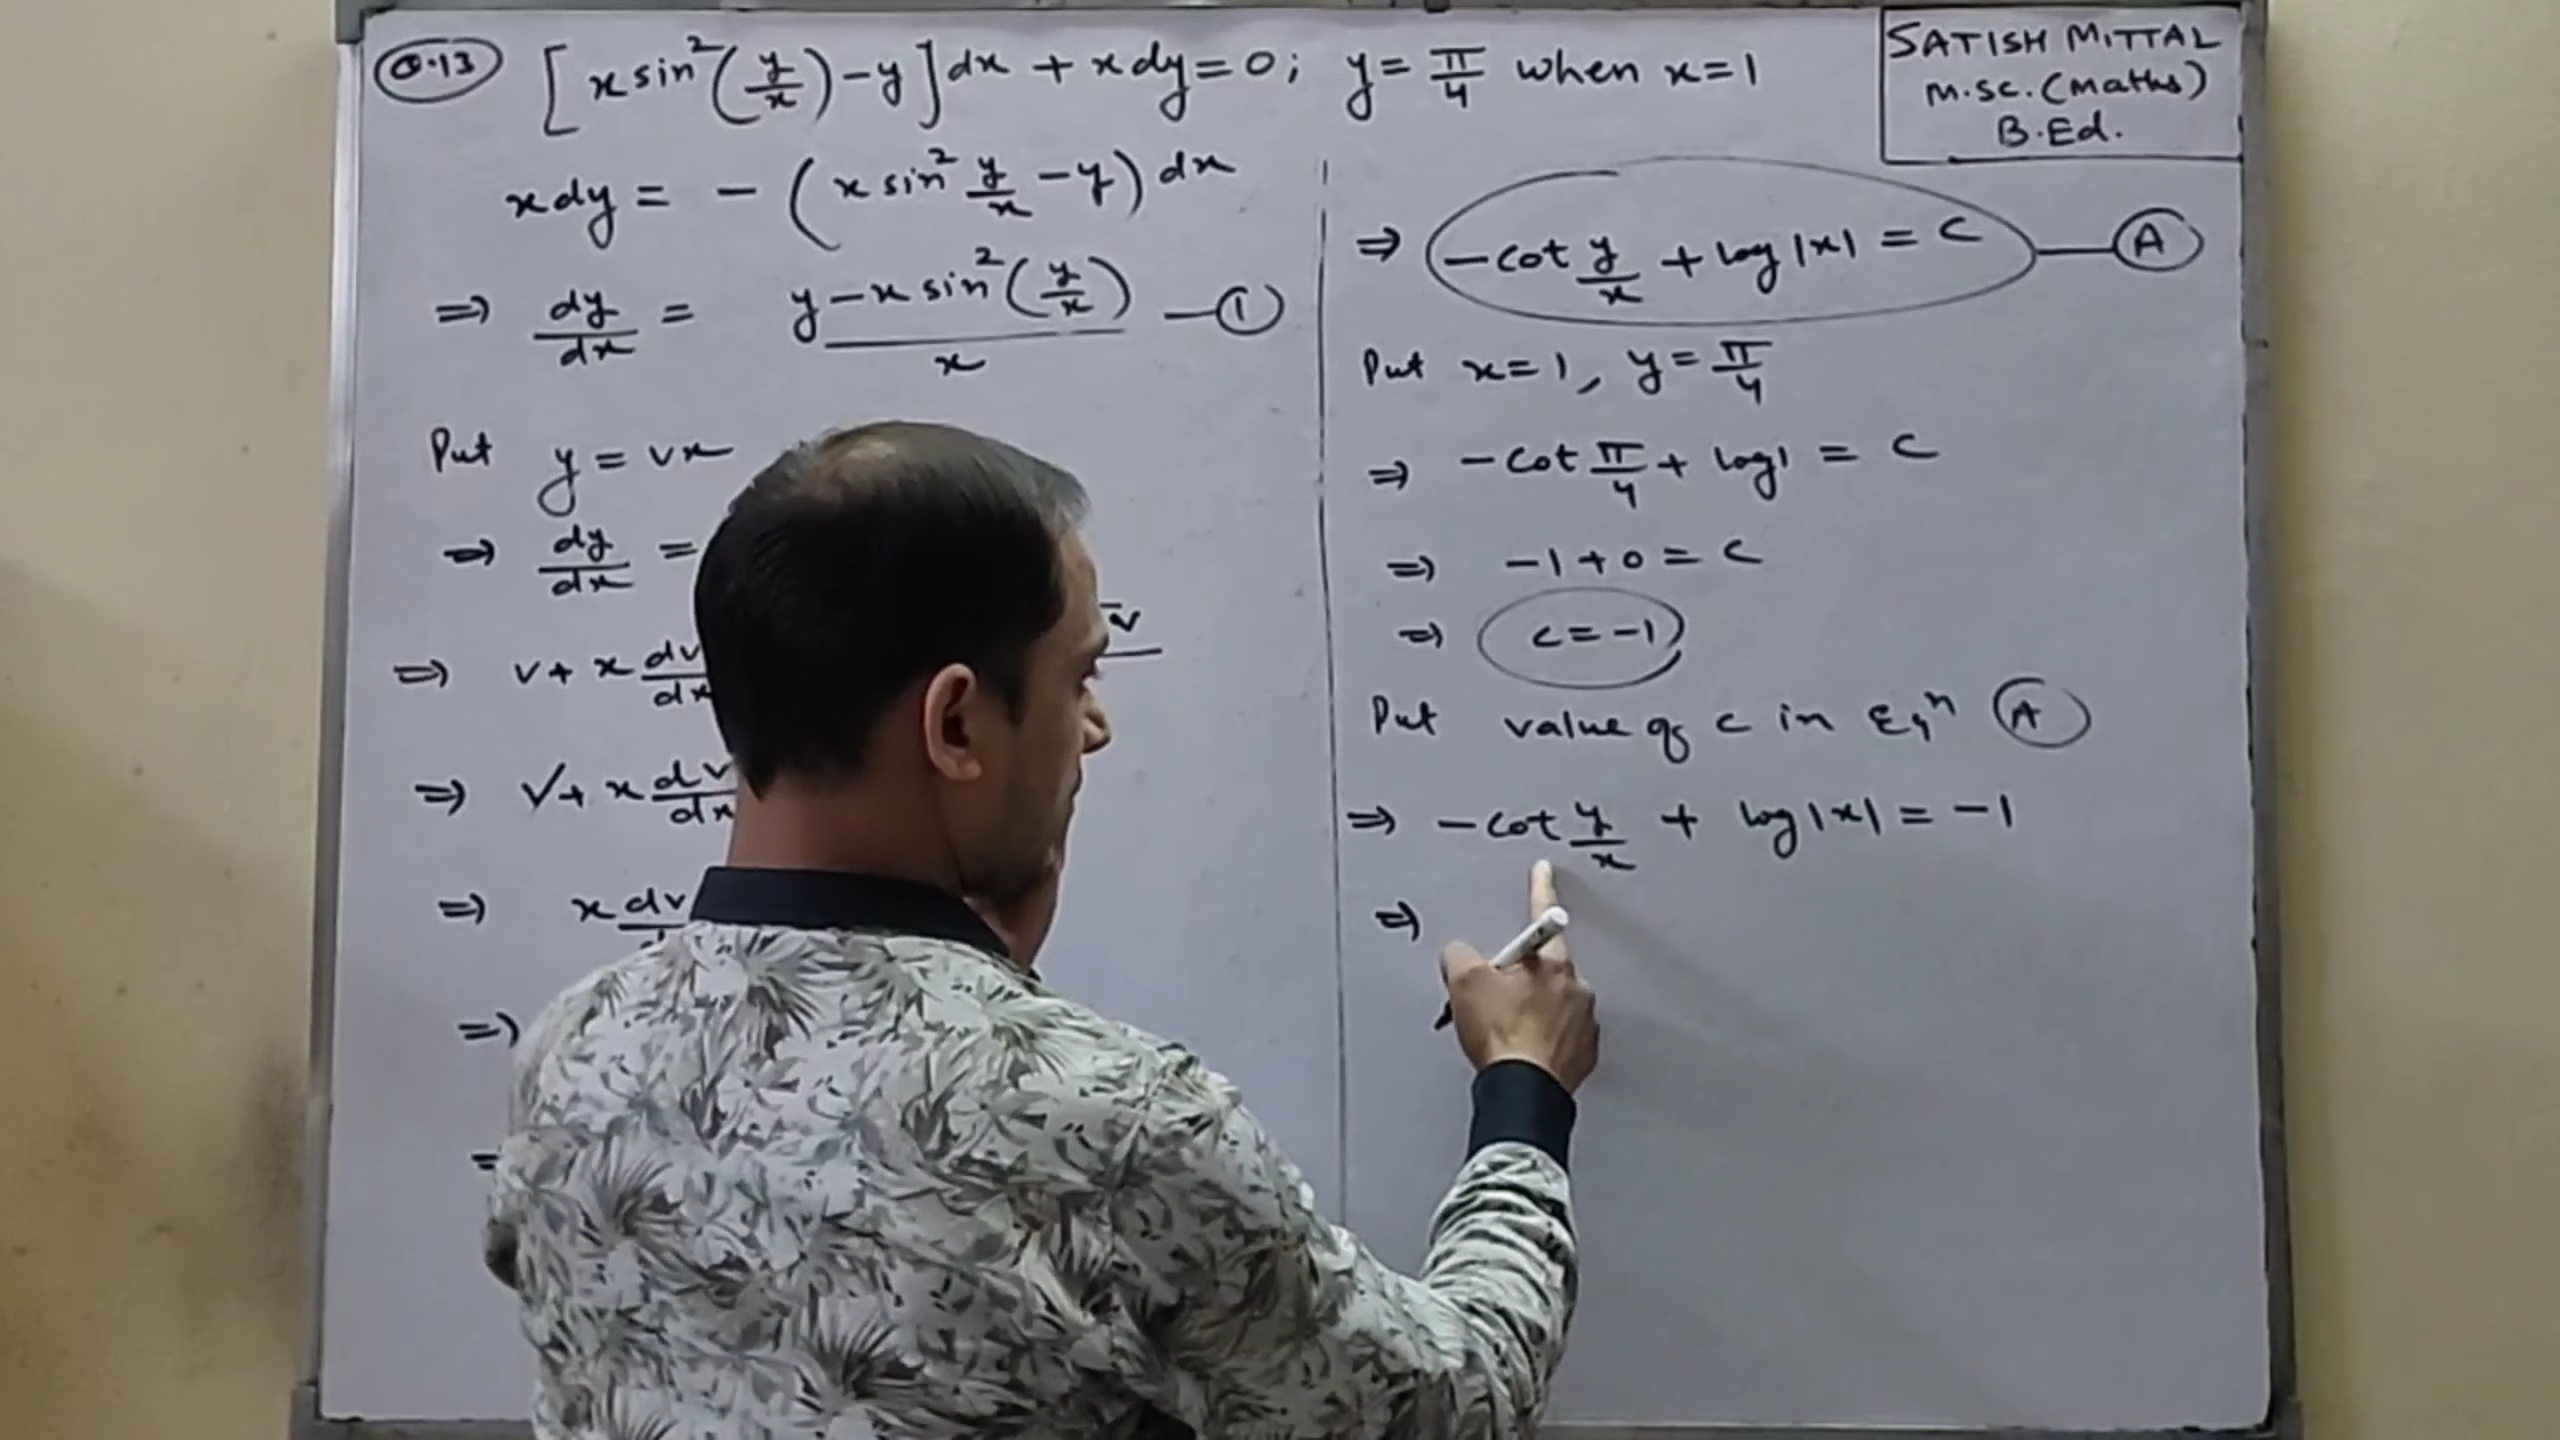 Q.13 [x sin²(y/x) − y] dx + x dy = 0; y = π/4 when x = 1
SATISH MITTAL
M.SC. (Maths)
B.Ed.
x dy = − (x sin² y/x − y) dx
⇒ dy/dx = (y − x sin²(y/x))/x —①
Put y = vx
⇒ dy/dx =
⇒ v + x dv/dx
⇒ v + x dv/dx
⇒ x dv
⇒
⇒ −cot y/x + log |x| = C —Ⓐ
Put x = 1, y = π/4
⇒ −cot π/4 + log 1 = C
⇒ −1 + 0 = C
⇒ C = −1
Put value of C in Eqⁿ Ⓐ
⇒ −cot y/x + log |x| = −1
⇒